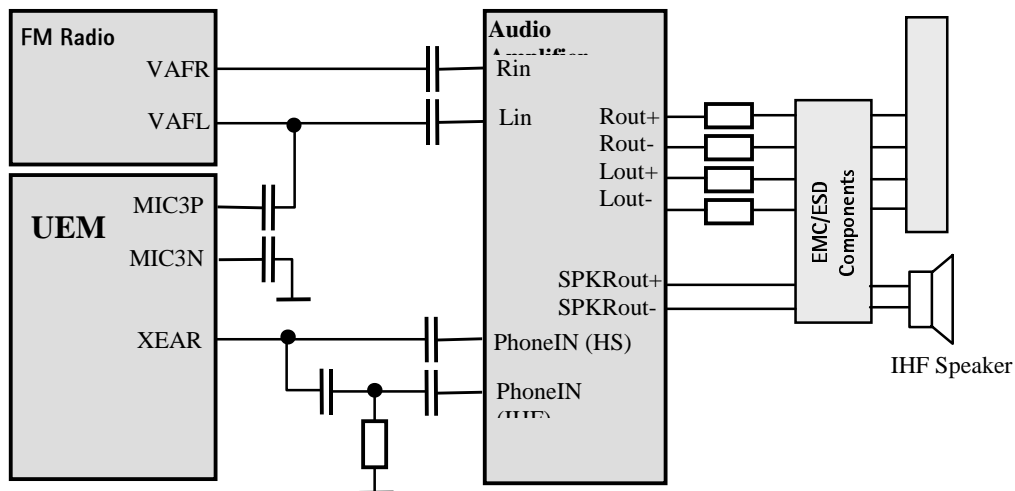 FM Radio
VAFR
VAFL
UEM
MIC3P
MIC3N
XEAR
Audio
Rin
Lin
Rout+
Rout-
Lout+
Lout-
SPKRout+
SPKRout-
PhoneIN (HS)
PhoneIN
EMC/ESD
Components
IHF Speaker